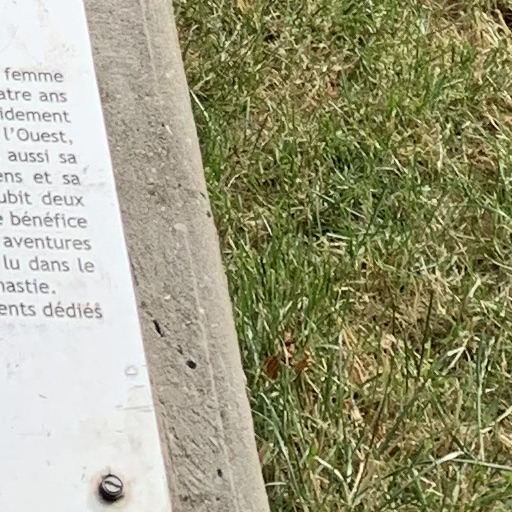 femme
atre ans
idement
l'Ouest,
aussi sa
ens et sa
ubit deux
e bénéfice
aventures
lu dans le
nastie.
ents dédiés